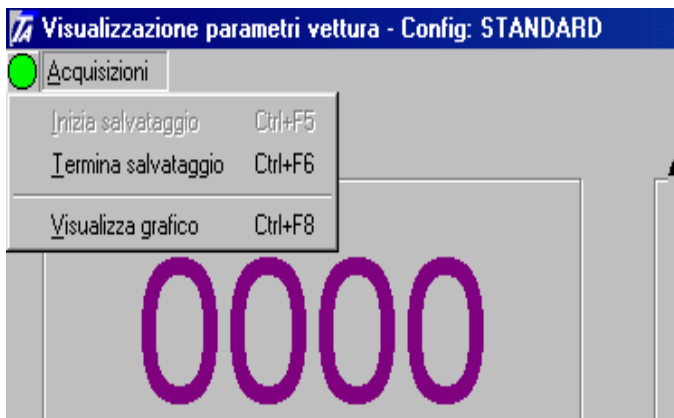 Visualizzazione parametri vettura - Config: STANDARD
Acquisizioni
Inizia salvataggio Ctrl+F5
Termina salvataggio Ctrl+F6
Visualizza grafico Ctrl+F8
0000